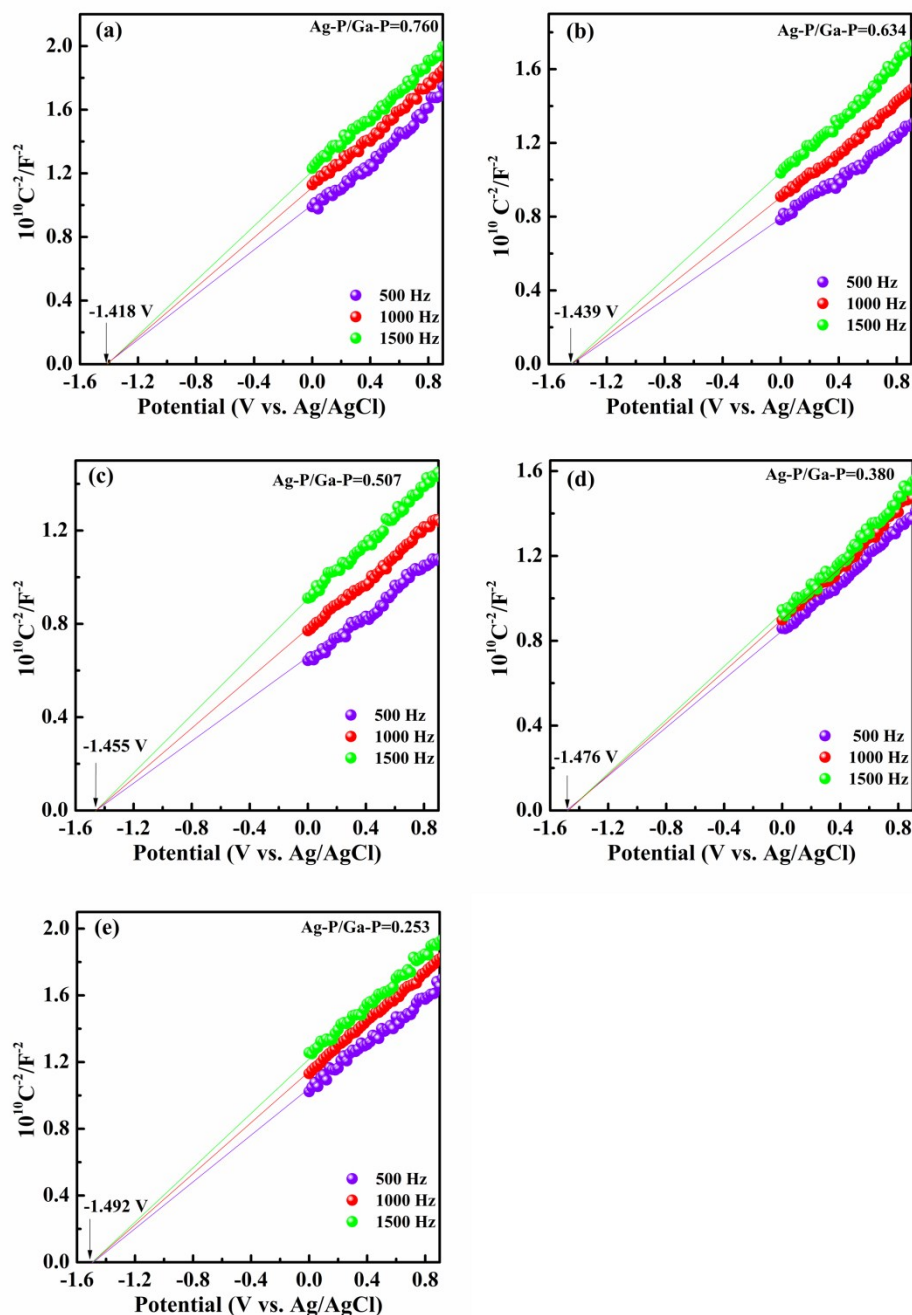 (a)
Ag-P/Ga-P=0.760
2.0
1.6
1.2
0.8
0.4
0.0
10¹⁰C⁻²/F⁻²
500 Hz
1000 Hz
1500 Hz
-1.418 V
-1.6 -1.2 -0.8 -0.4 0.0 0.4 0.8
Potential (V vs. Ag/AgCl)
(b)
Ag-P/Ga-P=0.634
1.8
1.2
0.6
0.0
10¹⁰ C⁻²/F⁻²
500 Hz
1000 Hz
1500 Hz
-1.439 V
-1.6 -1.2 -0.8 -0.4 0.0 0.4 0.8
Potential (V vs. Ag/AgCl)
(c)
Ag-P/Ga-P=0.507
1.2
0.8
0.4
0.0
10¹⁰C⁻²/F⁻²
500 Hz
1000 Hz
1500 Hz
-1.455 V
-1.6 -1.2 -0.8 -0.4 0.0 0.4 0.8
Potential (V vs. Ag/AgCl)
(d)
Ag-P/Ga-P=0.380
1.6
1.2
0.8
0.4
0.0
10¹⁰C⁻²/F⁻²
500 Hz
1000 Hz
1500 Hz
-1.476 V
-1.6 -1.2 -0.8 -0.4 0.0 0.4 0.8
Potential (V vs. Ag/AgCl)
(e)
Ag-P/Ga-P=0.253
2.0
1.6
1.2
0.8
0.4
0.0
10¹⁰C⁻²/F⁻²
500 Hz
1000 Hz
1500 Hz
-1.492 V
-1.6 -1.2 -0.8 -0.4 0.0 0.4 0.8
Potential (V vs. Ag/AgCl)